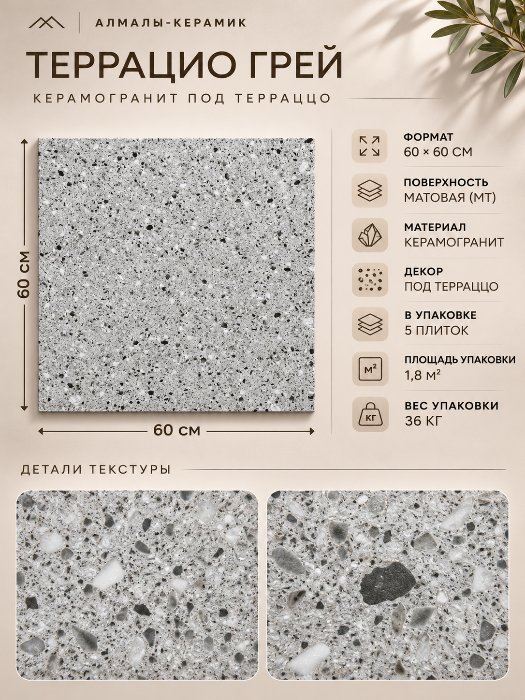 АЛМАЛЫ-КЕРАМИК
ТЕРРАЦИО ГРЕЙ
КЕРАМОГРАНИТ ПОД ТЕРРАЦЦО
60 см
60 см
ФОРМАТ
60 × 60 СМ
ПОВЕРХНОСТЬ
МАТОВАЯ (MT)
МАТЕРИАЛ
КЕРАМОГРАНИТ
ДЕКОР
ПОД ТЕРРАЦЦО
В УПАКОВКЕ
5 ПЛИТОК
М²
ПЛОЩАДЬ УПАКОВКИ
1,8 м²
КГ
ВЕС УПАКОВКИ
36 КГ
ДЕТАЛИ ТЕКСТУРЫ